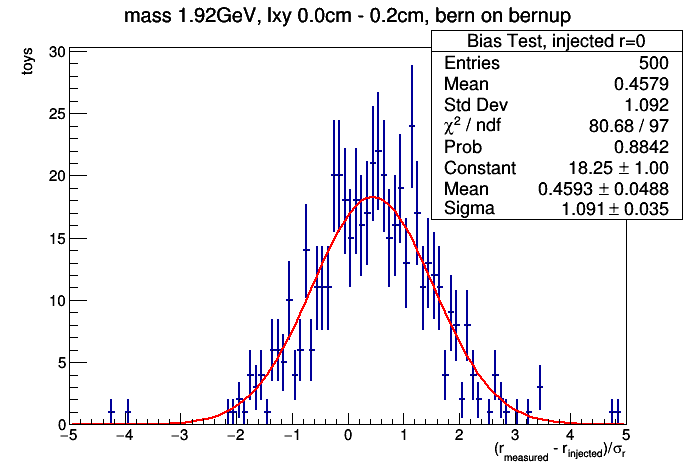 mass 1.92GeV, lxy 0.0cm - 0.2cm, bern on bernup
Bias Test, injected r=0
Entries 500
Mean 0.4579
Std Dev 1.092
χ² / ndf 80.68 / 97
Prob 0.8842
Constant 18.25 ± 1.00
Mean 0.4593 ± 0.0488
Sigma 1.091 ± 0.035
toys
30
25
20
15
10
5
0
−5 −4 −3 −2 −1 0 1 2 3 4 5
(r_measured - r_injected)/σ_r